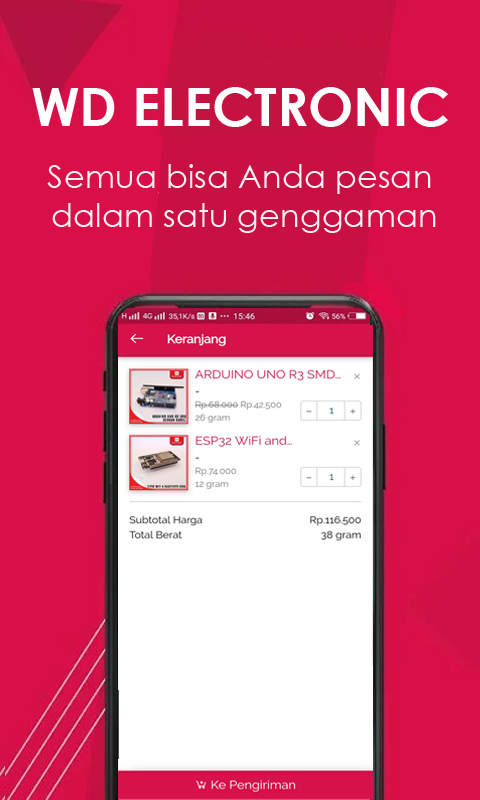 WD ELECTRONIC
Semua bisa Anda pesan
dalam satu genggaman
H 4G 35,1K/s ··· 15:46 56%
← Keranjang
ARDUINO UNO R3 SMD... ×
-
Rp.68.000 Rp.42.500
26 gram
− 1 +
ESP32 WiFi and... ×
-
Rp.74.000
12 gram
− 1 +
Subtotal Harga Rp.116.500
Total Berat 38 gram
Ke Pengiriman